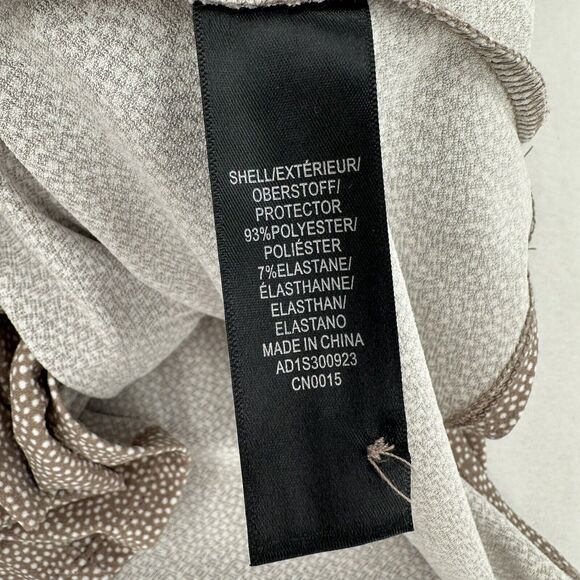 SHELL/EXTÉRIEUR/
OBERSTOFF/
PROTECTOR
93%POLYESTER/
POLIÉSTER
7%ELASTANE/
ÉLASTHANNE/
ELASTHAN/
ELASTANO
MADE IN CHINA
AD1S300923
CN0015